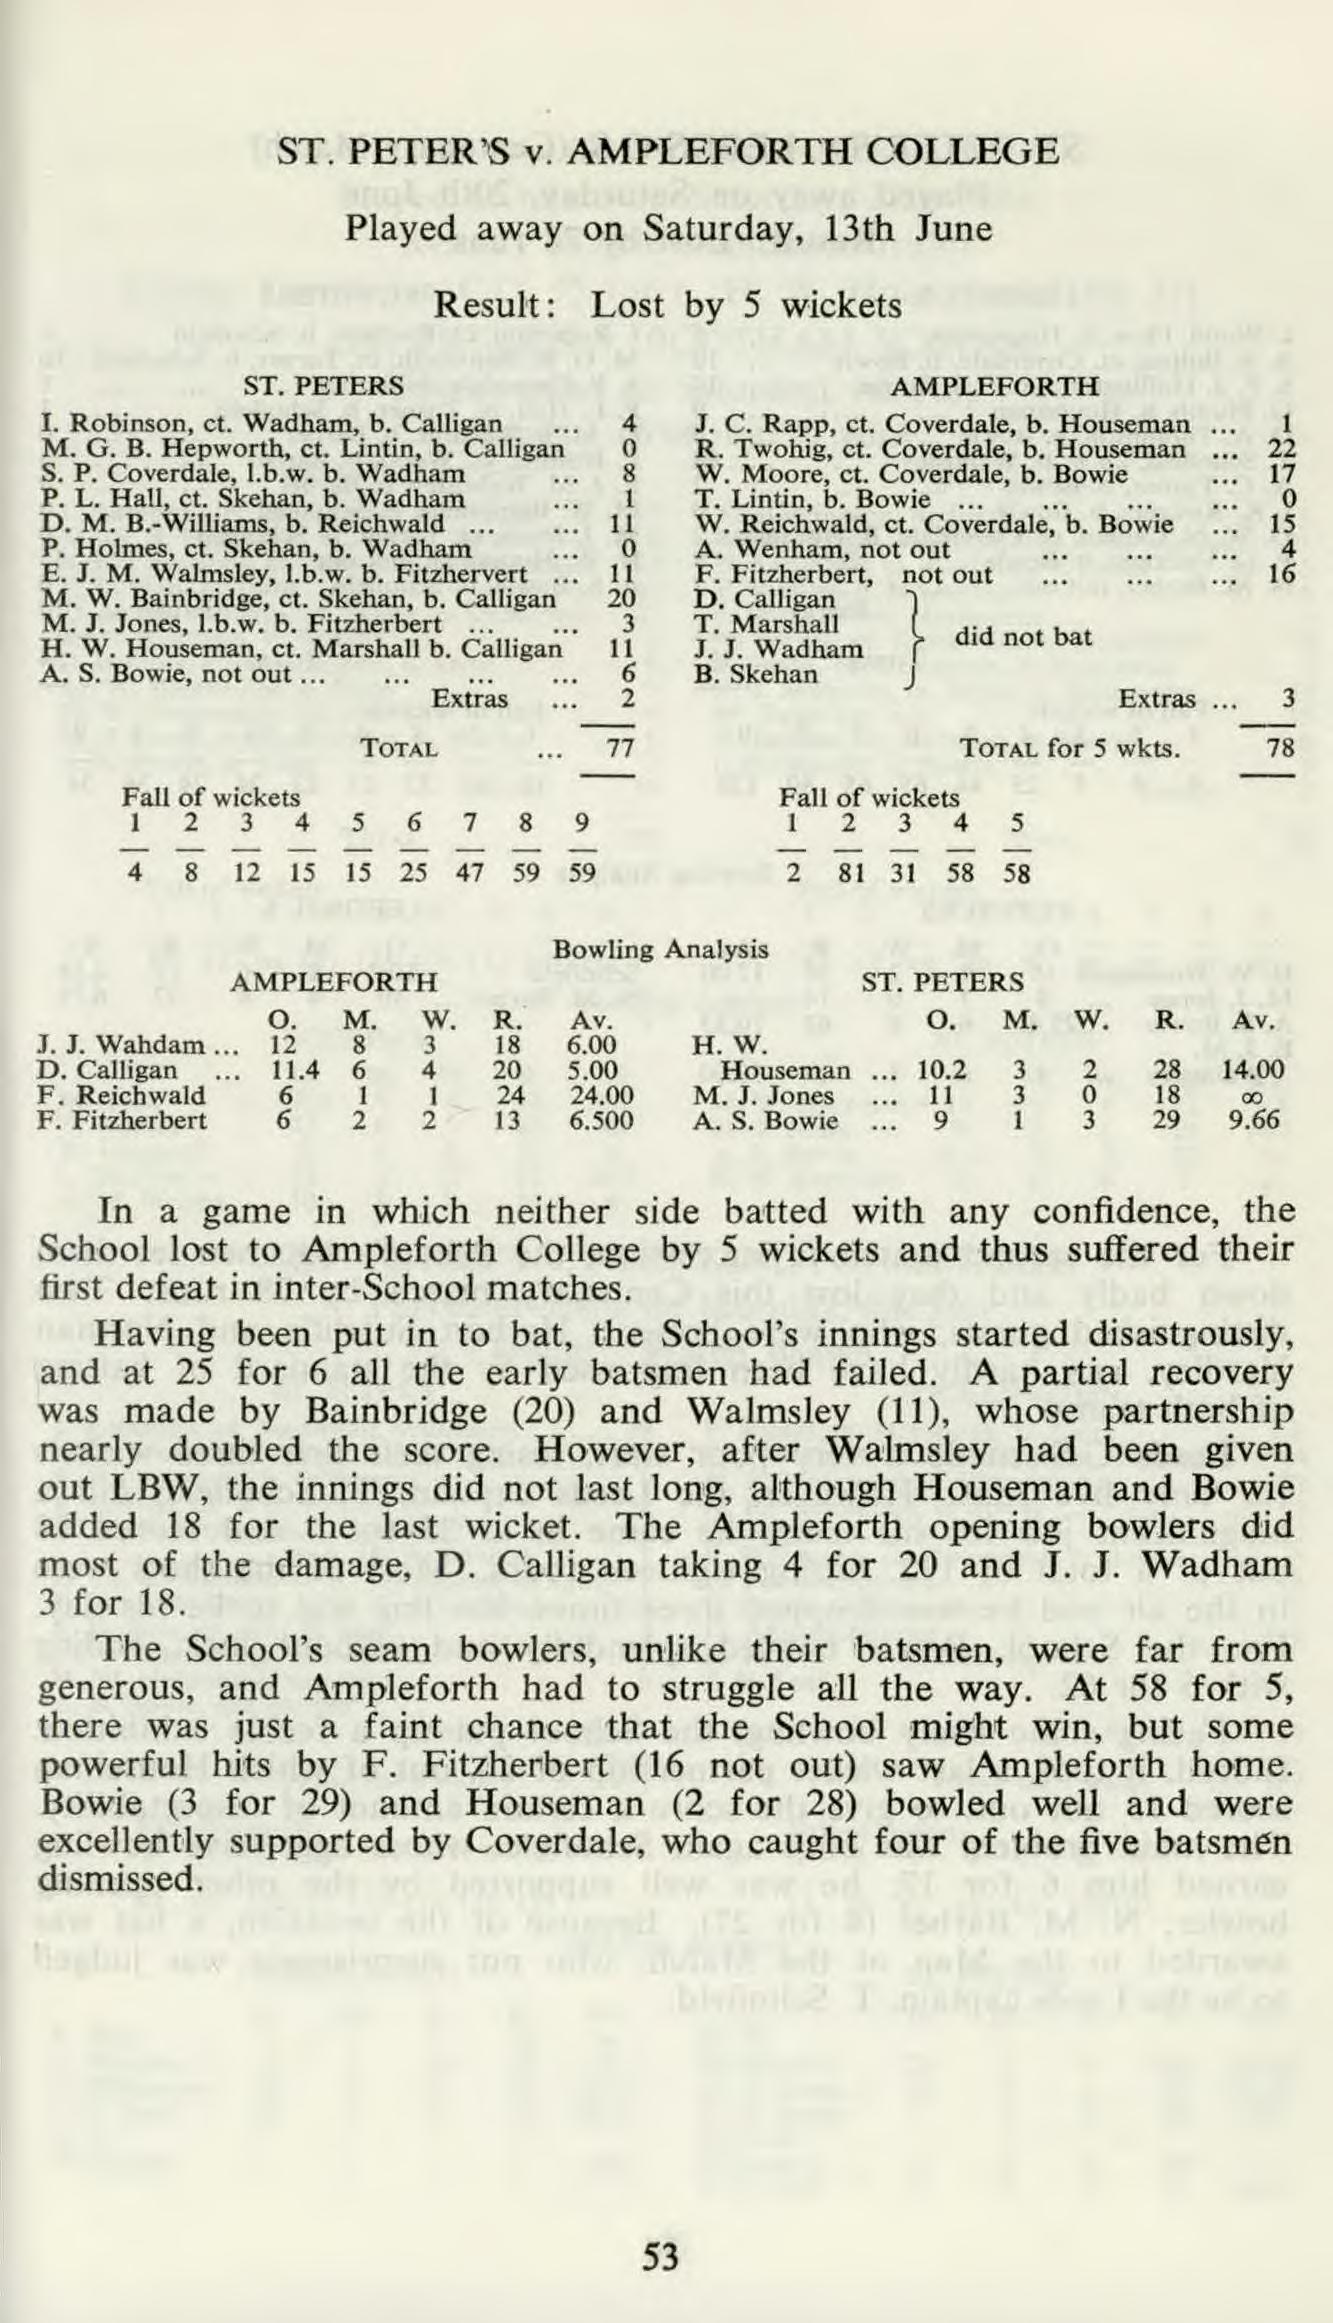 ST. PETER'S v. AMPLEFORTH COLLEGE
Played away on Saturday, 13th June
Result: Lost by 5 wickets
ST. PETERS
I. Robinson, ct. Wadham, b. Calligan ... 4
M. G. B. Hepworth, ct. Lintin, b. Calligan 0
S. P. Coverdale, l.b.w. b. Wadham ... 8
P. L. Hall, ct. Skehan, b. Wadham ... 1
D. M. B.-Williams, b. Reichwald ... ... 11
P. Holmes, ct. Skehan, b. Wadham ... 0
E. J. M. Walmsley, l.b.w. b. Fitzhervert ... 11
M. W. Bainbridge, ct. Skehan, b. Calligan 20
M. J. Jones, l.b.w. b. Fitzherbert ... ... 3
H. W. Houseman, ct. Marshall b. Calligan 11
A. S. Bowie, not out ... ... ... ... 6
Extras ... 2
TOTAL ... 77
Fall of wickets
1 2 3 4 5 6 7 8 9
4 8 12 15 15 25 47 59 59
AMPLEFORTH
J. C. Rapp, ct. Coverdale, b. Houseman ... 1
R. Twohig, ct. Coverdale, b. Houseman ... 22
W. Moore, ct. Coverdale, b. Bowie ... 17
T. Lintin, b. Bowie ... ... ... ... 0
W. Reichwald, ct. Coverdale, b. Bowie ... 15
A. Wenham, not out ... ... ... 4
F. Fitzherbert, not out ... ... ... 16
D. Calligan
T. Marshall
J. J. Wadham
B. Skehan
did not bat
Extras ... 3
TOTAL for 5 wkts. 78
Fall of wickets
1 2 3 4 5
2 81 31 58 58
Bowling Analysis
AMPLEFORTH
O. M. W. R. Av.
J. J. Wahdam ... 12 8 3 18 6.00
D. Calligan ... 11.4 6 4 20 5.00
F. Reichwald 6 1 1 24 24.00
F. Fitzherbert 6 2 2 13 6.500
ST. PETERS
O. M. W. R. Av.
H. W.
Houseman ... 10.2 3 2 28 14.00
M. J. Jones ... 11 3 0 18 ∞
A. S. Bowie ... 9 1 3 29 9.66
In a game in which neither side batted with any confidence, the
School lost to Ampleforth College by 5 wickets and thus suffered their
first defeat in inter-School matches.
Having been put in to bat, the School's innings started disastrously,
and at 25 for 6 all the early batsmen had failed. A partial recovery
was made by Bainbridge (20) and Walmsley (11), whose partnership
nearly doubled the score. However, after Walmsley had been given
out LBW, the innings did not last long, although Houseman and Bowie
added 18 for the last wicket. The Ampleforth opening bowlers did
most of the damage, D. Calligan taking 4 for 20 and J. J. Wadham
3 for 18.
The School's seam bowlers, unlike their batsmen, were far from
generous, and Ampleforth had to struggle all the way. At 58 for 5,
there was just a faint chance that the School might win, but some
powerful hits by F. Fitzherbert (16 not out) saw Ampleforth home.
Bowie (3 for 29) and Houseman (2 for 28) bowled well and were
excellently supported by Coverdale, who caught four of the five batsmen
dismissed.
53